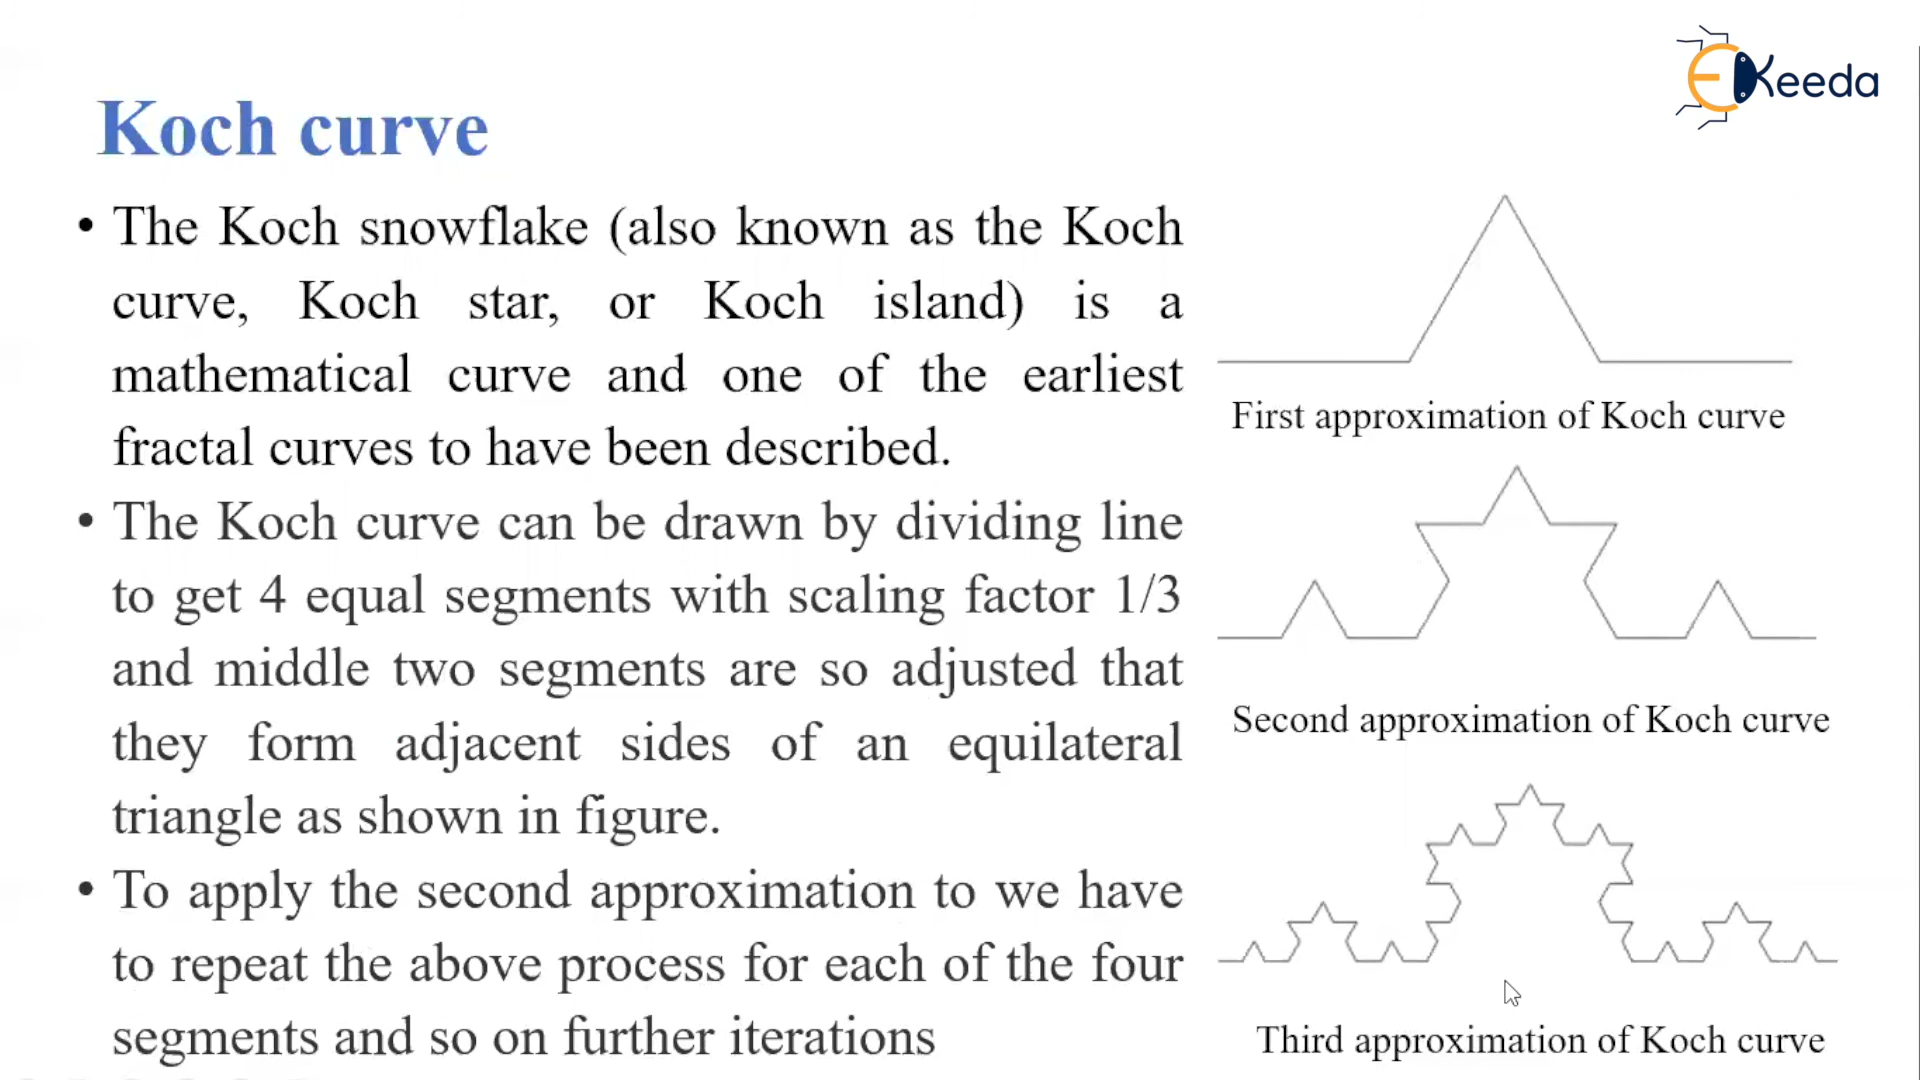 EKeeda
Koch curve
• The Koch snowflake (also known as the Koch
curve, Koch star, or Koch island) is a
mathematical curve and one of the earliest
fractal curves to have been described.
• The Koch curve can be drawn by dividing line
to get 4 equal segments with scaling factor 1/3
and middle two segments are so adjusted that
they form adjacent sides of an equilateral
triangle as shown in figure.
• To apply the second approximation to we have
to repeat the above process for each of the four
segments and so on further iterations
First approximation of Koch curve
Second approximation of Koch curve
Third approximation of Koch curve